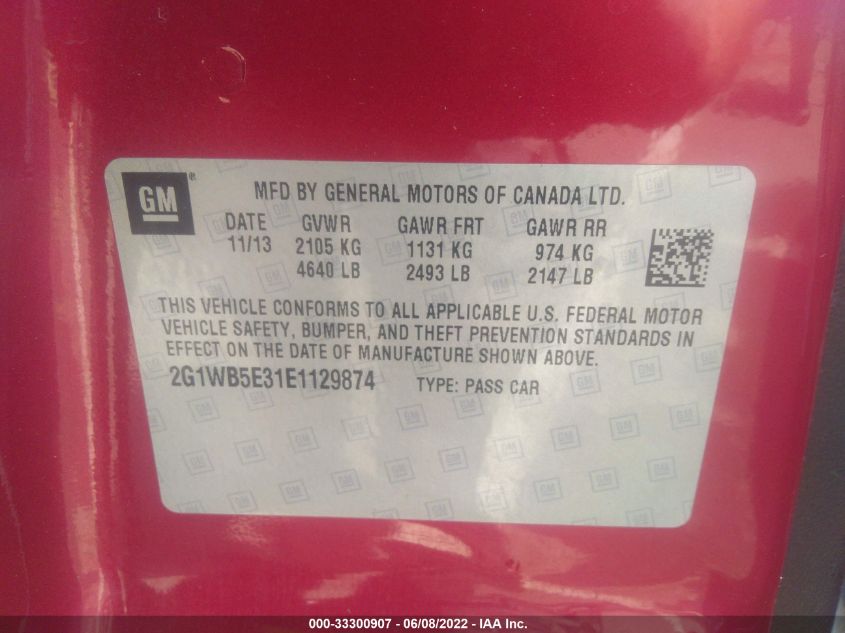 GM ® MFD BY GENERAL MOTORS OF CANADA LTD.
DATE GVWR GAWR FRT GAWR RR
11/13 2105 KG 1131 KG 974 KG
4640 LB 2493 LB 2147 LB
THIS VEHICLE CONFORMS TO ALL APPLICABLE U.S. FEDERAL MOTOR
VEHICLE SAFETY, BUMPER, AND THEFT PREVENTION STANDARDS IN
EFFECT ON THE DATE OF MANUFACTURE SHOWN ABOVE.
2G1WB5E31E1129874 TYPE: PASS CAR
000-33300907 - 06/08/2022 - IAA Inc.